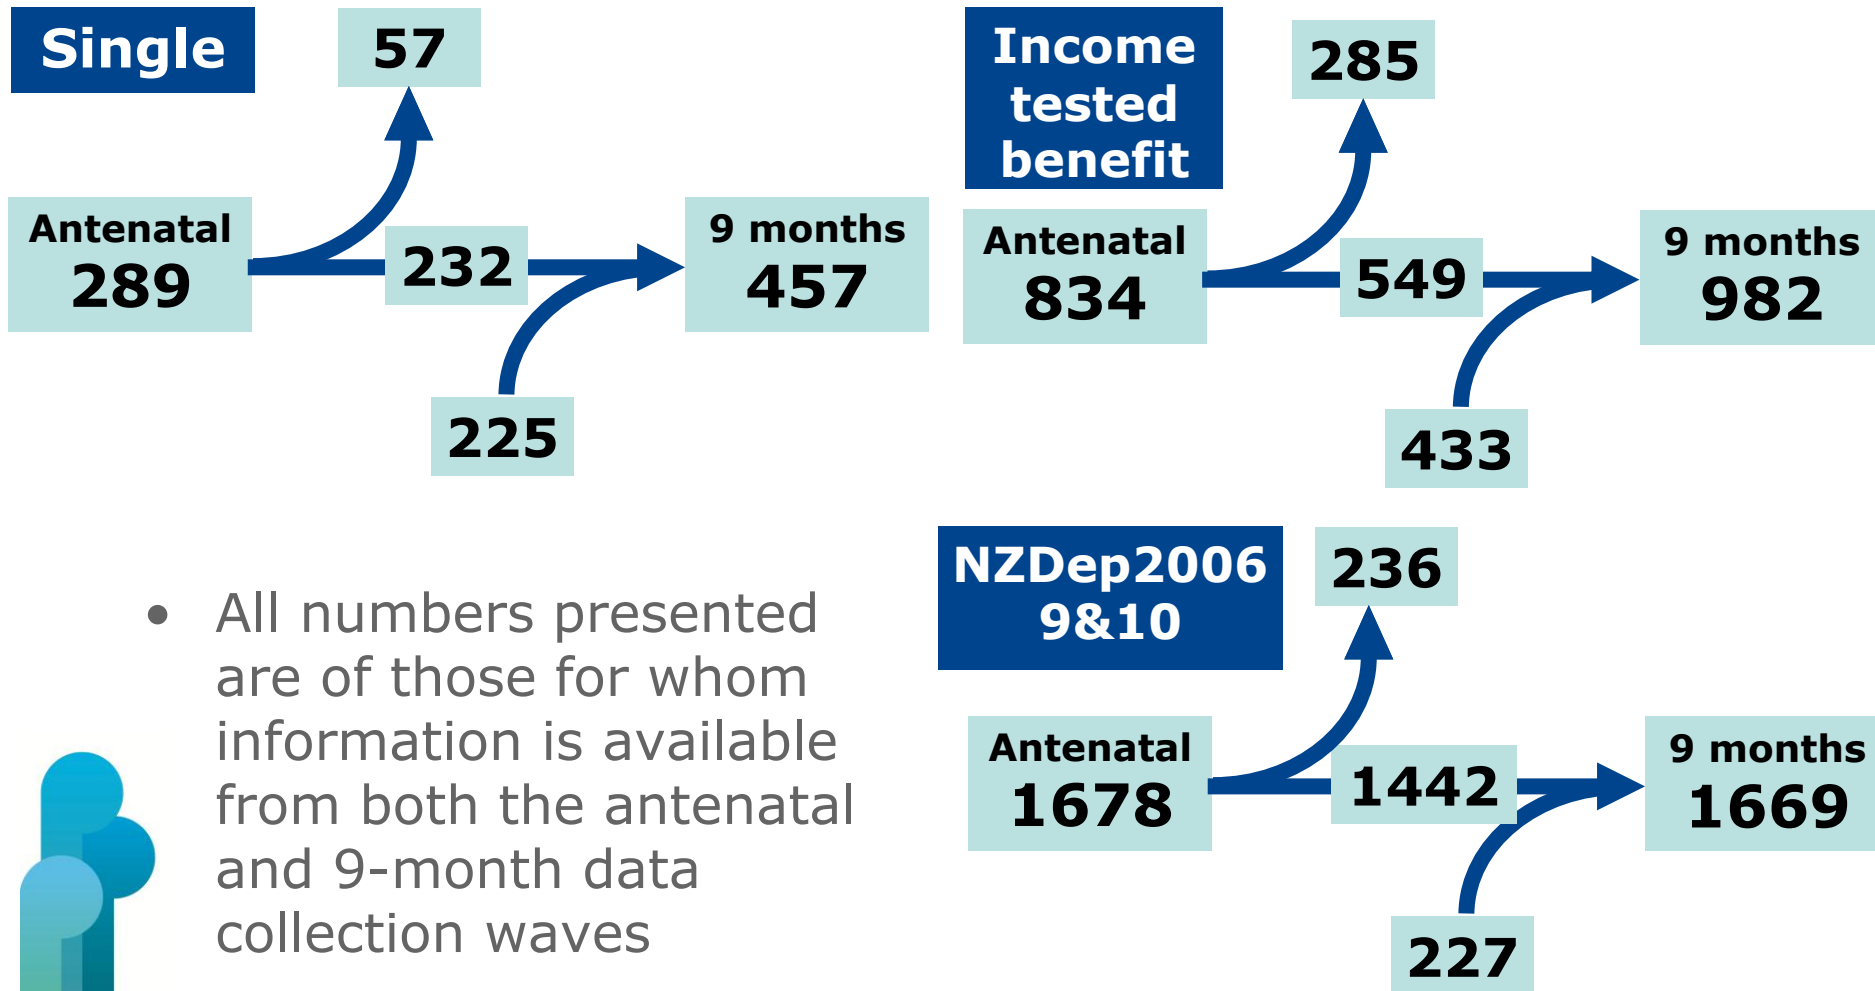 Single
57
Antenatal
289
232
9 months
457
225
Income
tested
benefit
285
Antenatal
834
549
9 months
982
433
NZDep2006
9&10
236
Antenatal
1678
1442
9 months
1669
227
• All numbers presented
are of those for whom
information is available
from both the antenatal
and 9-month data
collection waves